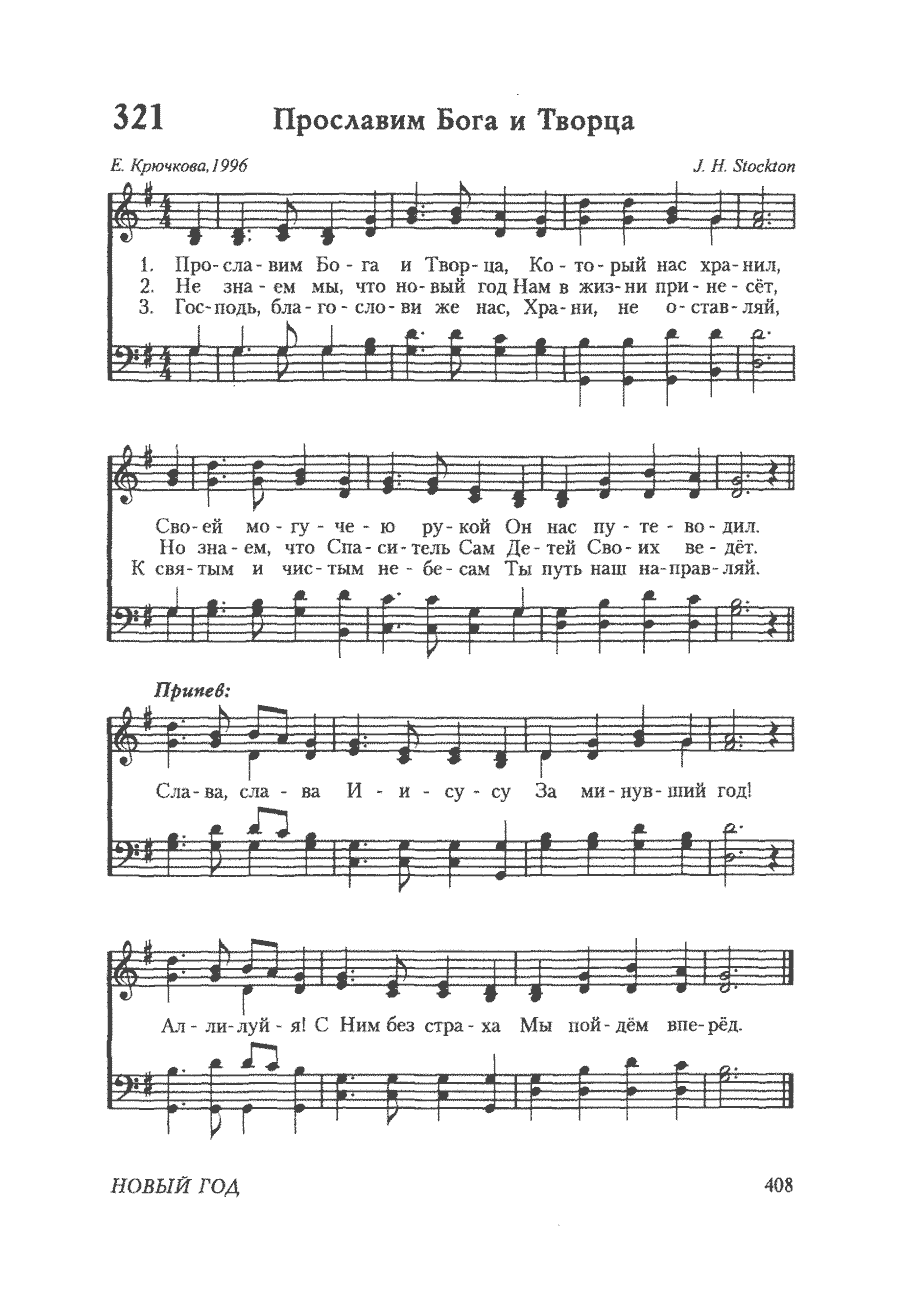 321 Прославим Бога и Творца
Е. Крючкова, 1996 J. H. Stockton
1. Про-сла-вим Бо-га и Твор-ца, Ко-то-рый нас хра-нил,
2. Не зна-ем мы, что но-вый год Нам в жиз-ни при-не-сёт,
3. Гос-подь, бла-го-сло-ви же нас, Хра-ни, не о-став-ляй,
Сво-ей мо-гу-че-ю ру-кой Он нас пу-те-во-дил.
Но зна-ем, что Спа-си-тель Сам Де-тей Сво-их ве-дёт.
К свя-тым и чис-тым не-бе-сам Ты путь наш на-прав-ляй.
Припев:
Сла-ва, сла-ва И-и-су-су За ми-нув-ший год!
Ал-ли-луй-я! С Ним без стра-ха Мы пой-дём впе-рёд.
НОВЫЙ ГОД 408